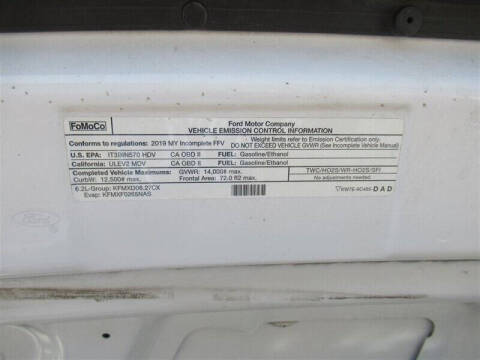 FoMoCo
Ford Motor Company
VEHICLE EMISSION CONTROL INFORMATION
Conforms to regulations: 2019 MY Incomplete FFV
Weight limits refer to Emission Certification only.
DO NOT EXCEED VEHICLE GVWR (See Incomplete Vehicle Manual)
U.S. EPA: HDV CA OBD II FUEL: Gasoline/Ethanol
California: ULEV2 MDV CA OBD II FUEL: Gasoline/Ethanol
Completed Vehicle Maximums: GVWR: 14,000# max
CurbW: 12,500# max Frontal Area: 72.0 ft2 max
TWC/HO2S/WR-HO2S/SFI
No adjustments needed.
6.2L-Group: KFMXD06.27CX
Evap: KFMXF0265NAS
DAD
Ford